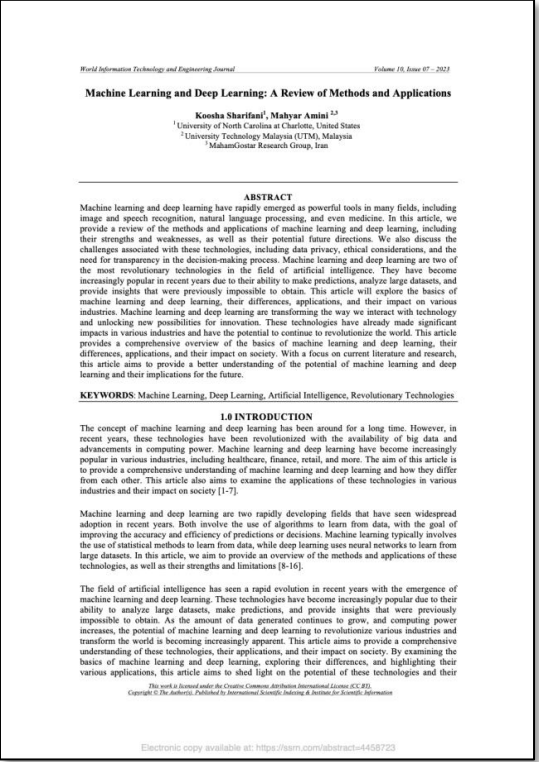 World Information Technology and Engineering Journal Volume 10, Issue 07 – 2023
Machine Learning and Deep Learning: A Review of Methods and Applications
Koosha Sharifani1, Mahyar Amini 2,3
1 University of North Carolina at Charlotte, United States
2 University Technology Malaysia (UTM), Malaysia
3 MahamGostar Research Group, Iran
ABSTRACT
Machine learning and deep learning have rapidly emerged as powerful tools in many fields, including
image and speech recognition, natural language processing, and even medicine. In this article, we
provide a review of the methods and applications of machine learning and deep learning, including
their strengths and weaknesses, as well as their potential future directions. We also discuss the
challenges associated with these technologies, including data privacy, ethical considerations, and the
need for transparency in the decision-making process. Machine learning and deep learning are two of
the most revolutionary technologies in the field of artificial intelligence. They have become
increasingly popular in recent years due to their ability to make predictions, analyze large datasets, and
provide insights that were previously impossible to obtain. This article will explore the basics of
machine learning and deep learning, their differences, applications, and their impact on various
industries. Machine learning and deep learning are transforming the way we interact with technology
and unlocking new possibilities for innovation. These technologies have already made significant
impacts in various industries and have the potential to continue to revolutionize the world. This article
provides a comprehensive overview of the basics of machine learning and deep learning, their
differences, applications, and their impact on society. With a focus on current literature and research,
this article aims to provide a better understanding of the potential of machine learning and deep
learning and their implications for the future.
KEYWORDS: Machine Learning, Deep Learning, Artificial Intelligence, Revolutionary Technologies
1.0 INTRODUCTION
The concept of machine learning and deep learning has been around for a long time. However, in
recent years, these technologies have been revolutionized with the availability of big data and
advancements in computing power. Machine learning and deep learning have become increasingly
popular in various industries, including healthcare, finance, retail, and more. The aim of this article is
to provide a comprehensive understanding of machine learning and deep learning and how they differ
from each other. This article also aims to examine the applications of these technologies in various
industries and their impact on society [1-7].
Machine learning and deep learning are two rapidly developing fields that have seen widespread
adoption in recent years. Both involve the use of algorithms to learn from data, with the goal of
improving the accuracy and efficiency of predictions or decisions. Machine learning typically involves
the use of statistical methods to learn from data, while deep learning uses neural networks to learn from
large datasets. In this article, we aim to provide an overview of the methods and applications of these
technologies, as well as their strengths and limitations [8-16].
The field of artificial intelligence has seen a rapid evolution in recent years with the emergence of
machine learning and deep learning. These technologies have become increasingly popular due to their
ability to analyze large datasets, make predictions, and provide insights that were previously
impossible to obtain. As the amount of data generated continues to grow, and computing power
increases, the potential of machine learning and deep learning to revolutionize various industries and
transform the world is becoming increasingly apparent. This article aims to provide a comprehensive
understanding of these technologies, their applications, and their impact on society. By examining the
basics of machine learning and deep learning, exploring their differences, and highlighting their
various applications, this article aims to shed light on the potential of these technologies and their
This work is licensed under the Creative Commons Attribution International License (CC BY).
Copyright © The Author(s). Published by International Scientific Indexing & Institute for Scientific Information
Electronic copy available at: https://ssrn.com/abstract=4458723